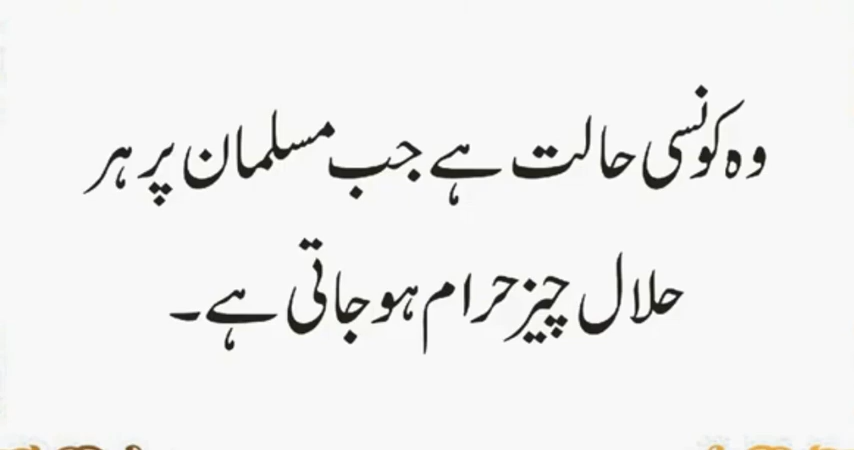 وہ کونسی حالت ہے جب مسلمان پر ہر
حلال چیز حرام ہو جاتی ہے۔